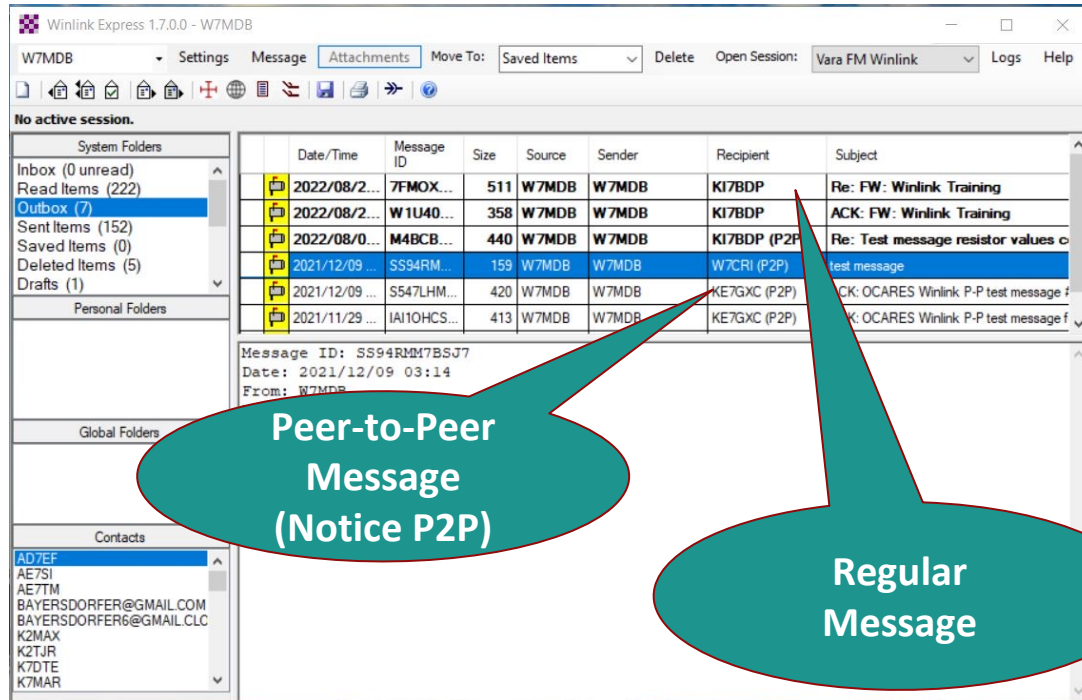 Winlink Express 1.7.0.0 - W7MDB
W7MDB Settings Message Attachments Move To: Saved Items Delete Open Session: Vara FM Winlink Logs Help
No active session.
System Folders
Inbox (0 unread)
Read Items (222)
Outbox (7)
Sent Items (152)
Saved Items (0)
Deleted Items (5)
Drafts (1)
Personal Folders
Global Folders
Contacts
AD7EF
AE7SI
AE7TM
BAYERSDORFER@GMAIL.COM
BAYERSDORFER6@GMAIL.CLC
K2MAX
K2TJR
K7DTE
K7MAR
Date/Time Message ID Size Source Sender Recipient Subject
2022/08/2... 7FMOX... 511 W7MDB W7MDB KI7BDP Re: FW: Winlink Training
2022/08/2... W1U40... 358 W7MDB W7MDB KI7BDP ACK: FW: Winlink Training
2022/08/0... M4BCB... 440 W7MDB W7MDB KI7BDP (P2P Re: Test message resistor values c
2021/12/09 ... SS94RM... 159 W7MDB W7MDB W7CRI (P2P) test message
2021/12/09 ... S547LHM... 420 W7MDB W7MDB KE7GXC (P2P) ACK: OCARES Winlink P-P test message #
2021/11/29 ... IAI1OHCS... 413 W7MDB W7MDB KE7GXC (P2P) K: OCARES Winlink P-P test message f
Message ID: SS94RMM7BSJ7
Date: 2021/12/09 03:14
From: W7MDB
Peer-to-Peer
Message
(Notice P2P)
Regular
Message